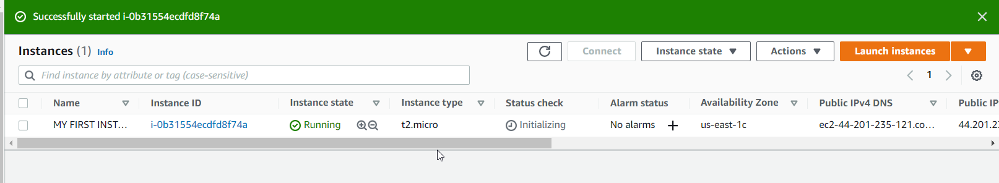 Successfully started i-0b31554ecdfd8f74a
Instances (1) Info
Connect Instance state Actions Launch instances
Find instance by attribute or tag (case-sensitive)
1
Name Instance ID Instance state Instance type Status check Alarm status Availability Zone Public IPv4 DNS Public IP
MY FIRST INST... i-0b31554ecdfd8f74a Running t2.micro Initializing No alarms + us-east-1c ec2-44-201-235-121.co... 44.201.23